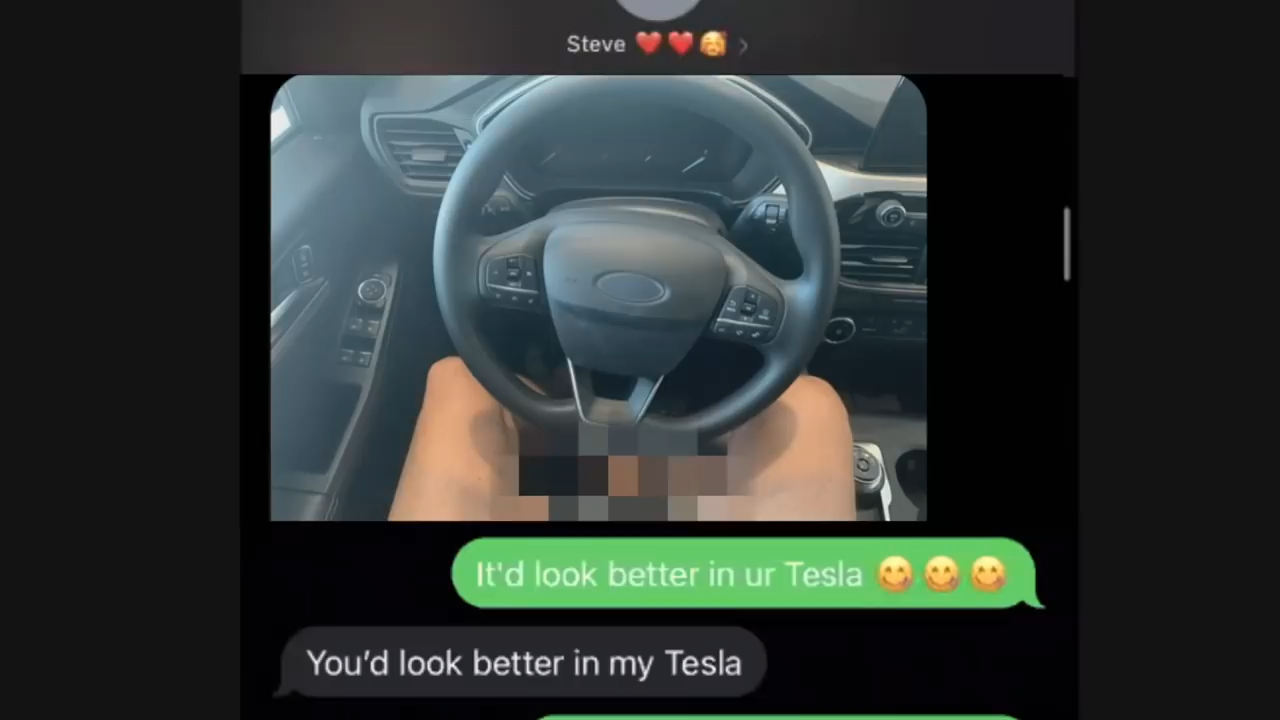 Steve ❤️❤️🥰 >
It'd look better in ur Tesla 😋😋😋
You'd look better in my Tesla